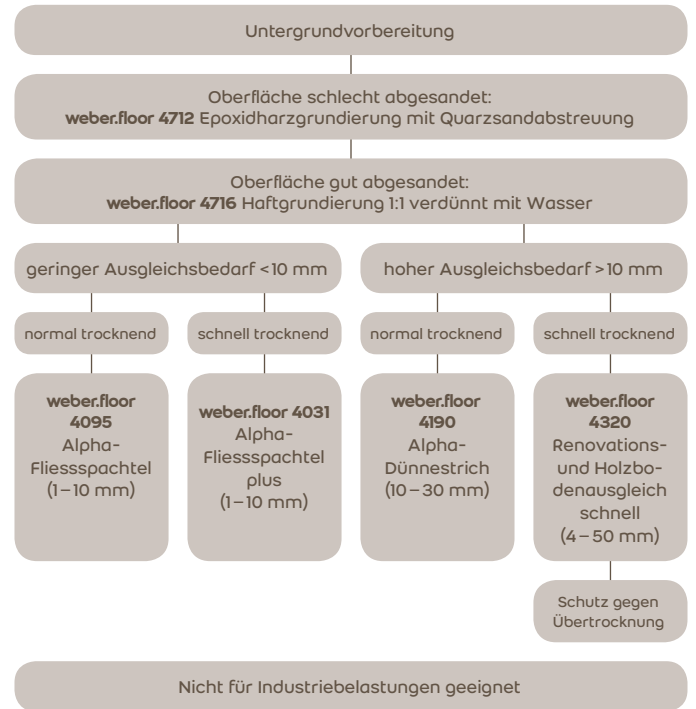 Untergrundvorbereitung
Oberfläche schlecht abgesandet:
weber.floor 4712 Epoxidharzgrundierung mit Quarzsandabstreuung
Oberfläche gut abgesandet:
weber.floor 4716 Haftgrundierung 1:1 verdünnt mit Wasser
geringer Ausgleichsbedarf <10 mm
hoher Ausgleichsbedarf >10 mm
normal trocknend
schnell trocknend
normal trocknend
schnell trocknend
weber.floor
4095
Alpha-
Fliessspachtel
(1–10 mm)
weber.floor 4031
Alpha-
Fliessspachtel
plus
(1–10 mm)
weber.floor
4190
Alpha-
Dünnestrich
(10–30 mm)
weber.floor
4320
Renovations-
und Holzbo-
denausgleich
schnell
(4–50 mm)
Schutz gegen
Übertrocknung
Nicht für Industriebelastungen geeignet